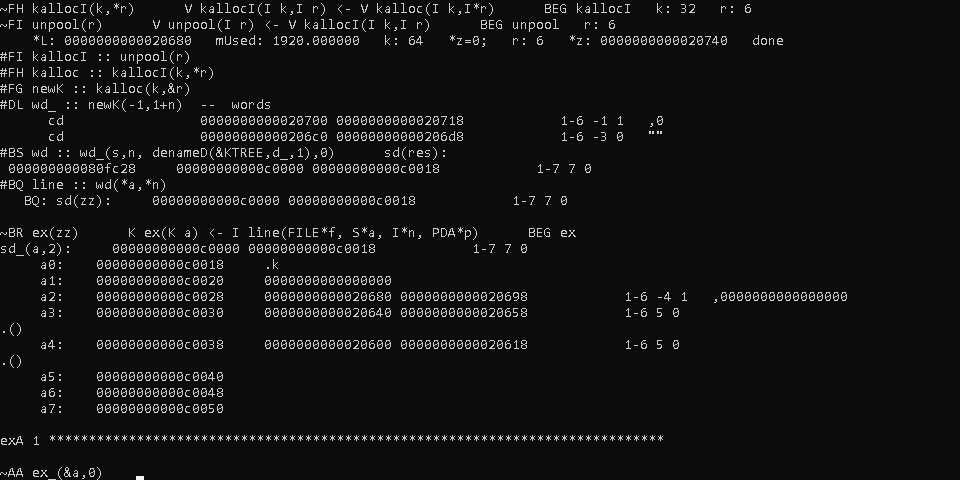 ~FH kallocI(k,*r)       V kallocI(I k,I r) <- V kalloc(I k,I*r)      BEG kallocI   k: 32   r: 6
~FI unpool(r)      V unpool(I r) <- V kallocI(I k,I r)      BEG unpool   r: 6
    *L: 0000000000020680   mUsed: 1920.000000   k: 64   *z=0;   r: 6   *z: 0000000000020740   done
#FI kallocI :: unpool(r)
#FH kalloc :: kallocI(k,*r)
#FG newK :: kalloc(k,&r)
#DL wd_ :: newK(-1,1+n)  --  words
      cd                 0000000000020700 0000000000020718            1-6 -1 1   ,0
      cd                 00000000000206c0 00000000000206d8            1-6 -3 0   ""
#BS wd :: wd_(s,n, denameD(&KTREE,d_,1),0)      sd(res):
 000000000080fc28     00000000000c0000 00000000000c0018            1-7 7 0
#BQ line :: wd(*a,*n)
   BQ: sd(zz):     00000000000c0000 00000000000c0018            1-7 7 0
~BR ex(zz)      K ex(K a) <- I line(FILE*f, S*a, I*n, PDA*p)      BEG ex
sd_(a,2):     00000000000c0000 00000000000c0018            1-7 7 0
     a0:    00000000000c0018     .k
     a1:    00000000000c0020     0000000000000000
     a2:    00000000000c0028     0000000000020680 0000000000020698            1-6 -4 1   ,0000000000000000
     a3:    00000000000c0030     0000000000020640 0000000000020658            1-6 5 0
.()
     a4:    00000000000c0038     0000000000020600 0000000000020618            1-6 5 0
.()
     a5:    00000000000c0040
     a6:    00000000000c0048
     a7:    00000000000c0050
exA 1 *****************************************************************************
~AA ex_(&a,0)